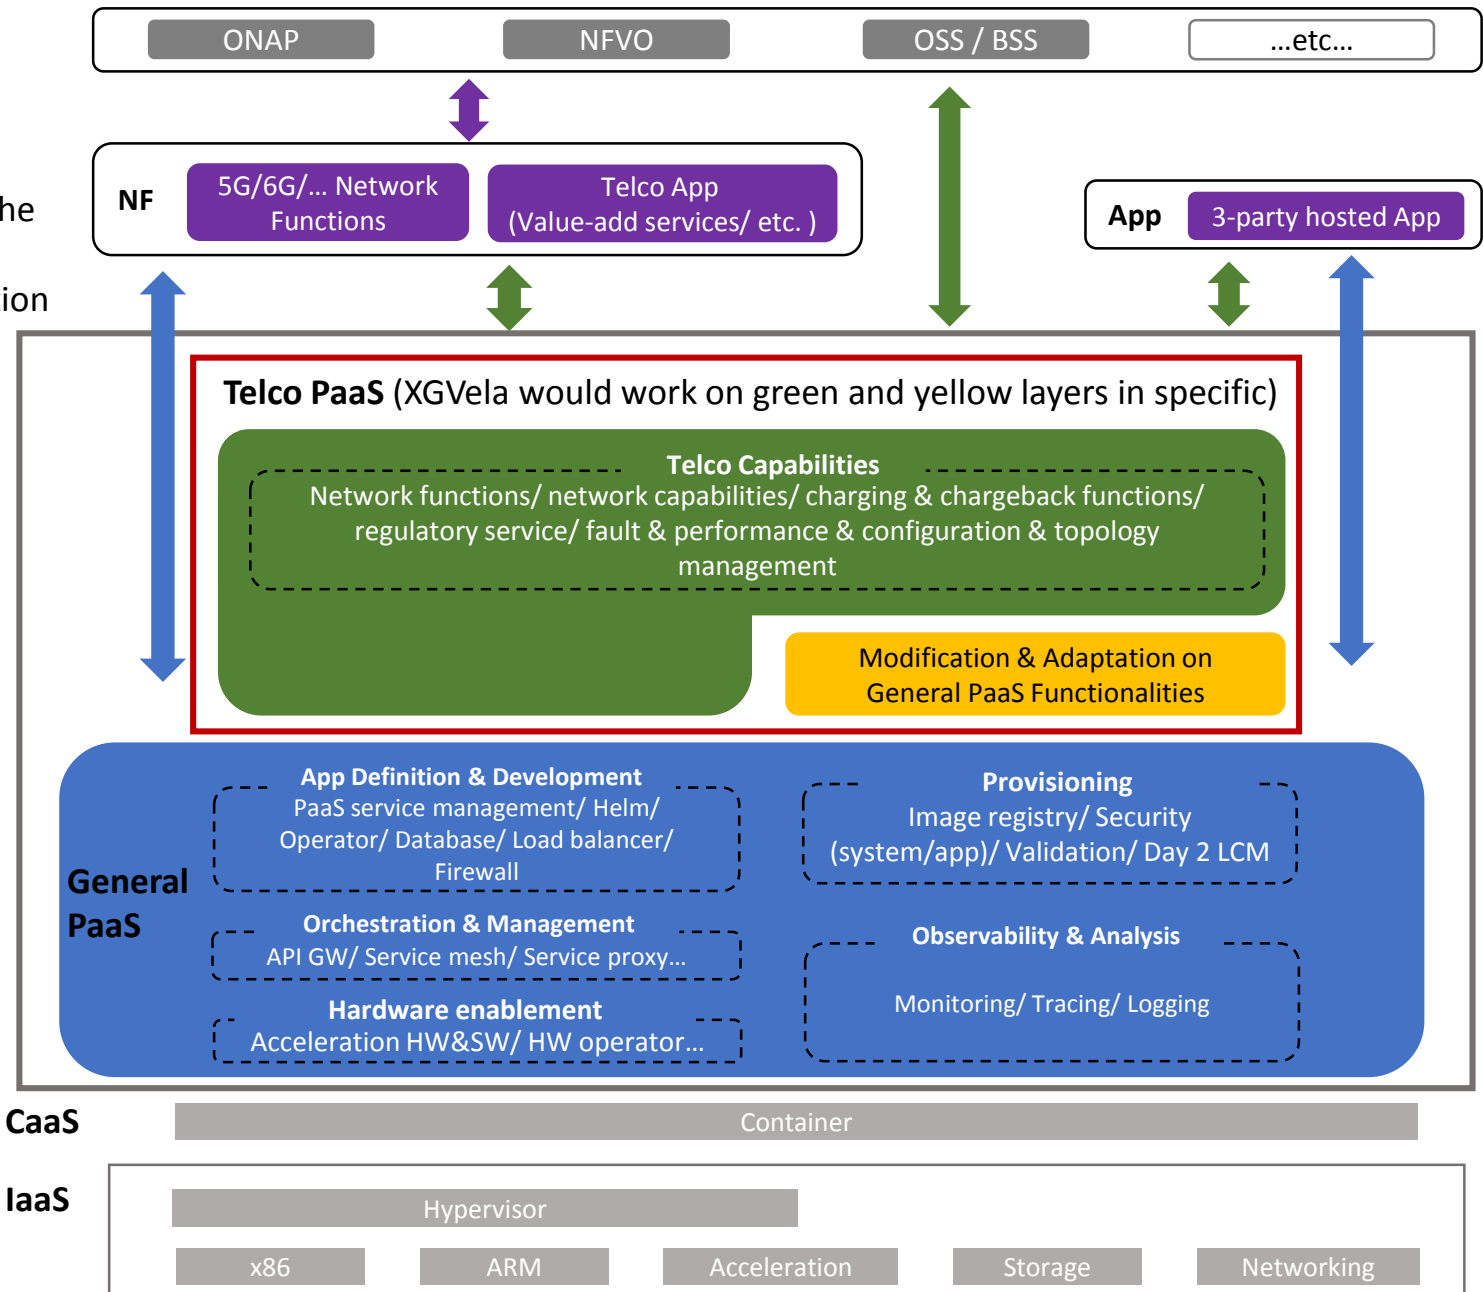 ONAP
NFVO
OSS / BSS
...etc...
NF
5G/6G/... Network
Functions
Telco App
(Value-add services/ etc. )
App
3-party hosted App
he
tion
Telco PaaS (XGVela would work on green and yellow layers in specific)
Telco Capabilities
Network functions/ network capabilities/ charging & chargeback functions/
regulatory service/ fault & performance & configuration & topology
management
Modification & Adaptation on
General PaaS Functionalities
General
PaaS
App Definition & Development
PaaS service management/ Helm/
Operator/ Database/ Load balancer/
Firewall
Provisioning
Image registry/ Security
(system/app)/ Validation/ Day 2 LCM
Orchestration & Management
API GW/ Service mesh/ Service proxy...
Observability & Analysis
Monitoring/ Tracing/ Logging
Hardware enablement
Acceleration HW&SW/ HW operator...
CaaS
Container
IaaS
Hypervisor
x86
ARM
Acceleration
Storage
Networking